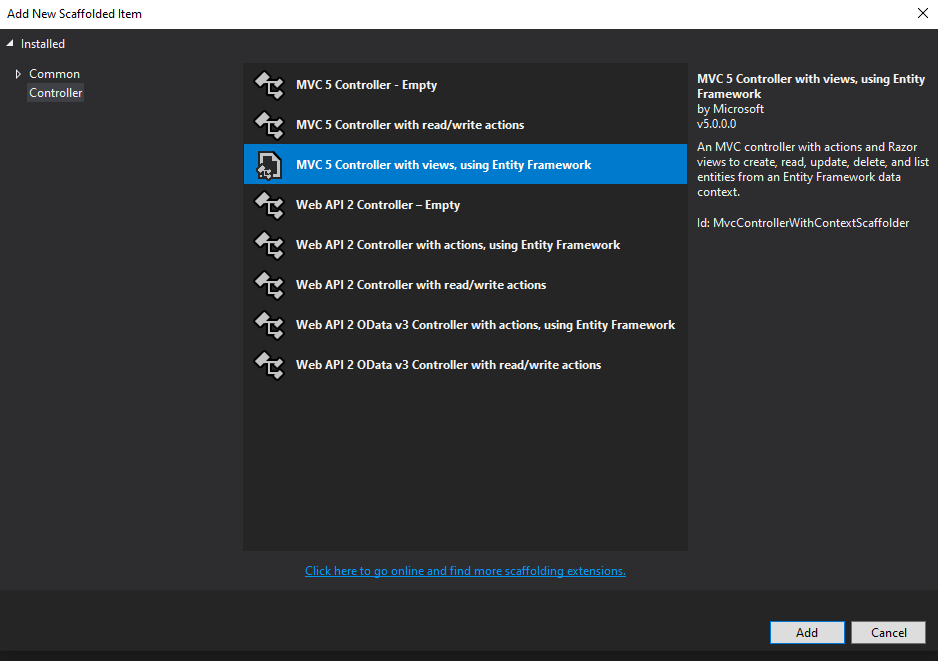 Add New Scaffolded Item
Installed
Common
Controller
MVC 5 Controller - Empty
MVC 5 Controller with read/write actions
MVC 5 Controller with views, using Entity Framework
Web API 2 Controller – Empty
Web API 2 Controller with actions, using Entity Framework
Web API 2 Controller with read/write actions
Web API 2 OData v3 Controller with actions, using Entity Framework
Web API 2 OData v3 Controller with read/write actions
MVC 5 Controller with views, using Entity
Framework
by Microsoft
v5.0.0.0
An MVC controller with actions and Razor
views to create, read, update, delete, and list
entities from an Entity Framework data
context.
Id: MvcControllerWithContextScaffolder
Click here to go online and find more scaffolding extensions.
Add
Cancel